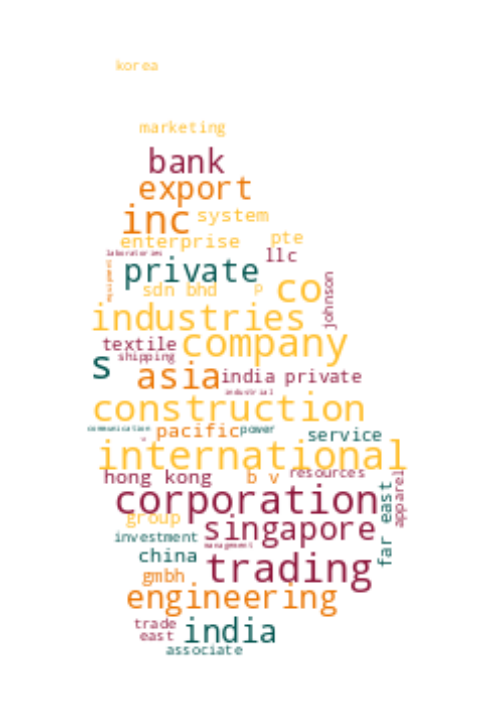 korea
marketing
bank
export
inc system
enterprise pte
laboratories llc
private
equipment
sdn bhd p co
johnson
industries
textile company
shipping
s asia india private
industrial
construction
communication pacific power service
international
hong kong b v resources
corporation
apparel
group singapore
far east
investment management
china trading
gmbh
engineering
trade india
east
associate